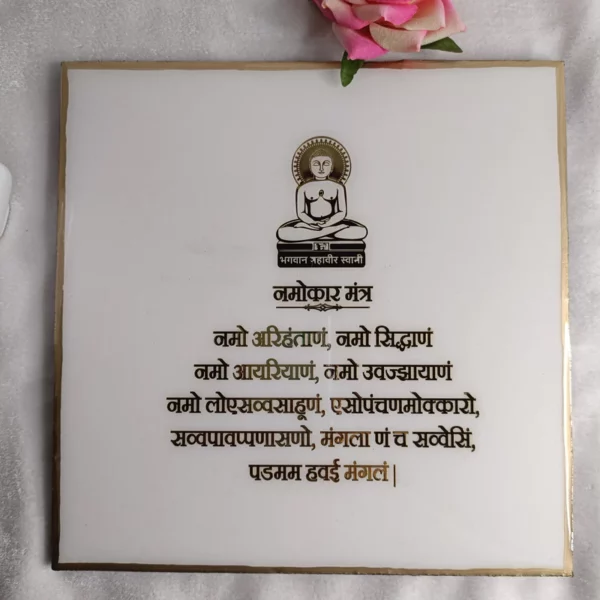 भगवान महावीर स्वामी
नमोकार मंत्र
नमो अरिहंताणं, नमो सिद्धाणं
नमो आयरियाणं, नमो उवज्झायाणं
नमो लोएसव्वसाहूणं, एसोपंचणमोक्कारो,
सव्वपावप्पणासणो, मंगला णं च सव्वेसिं,
पडमम हवई मंगलं|